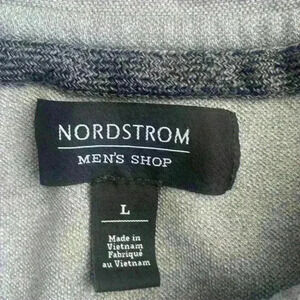 NORDSTROM
MEN'S SHOP
L
Made in
Vietnam
Fabriqué
au Vietnam